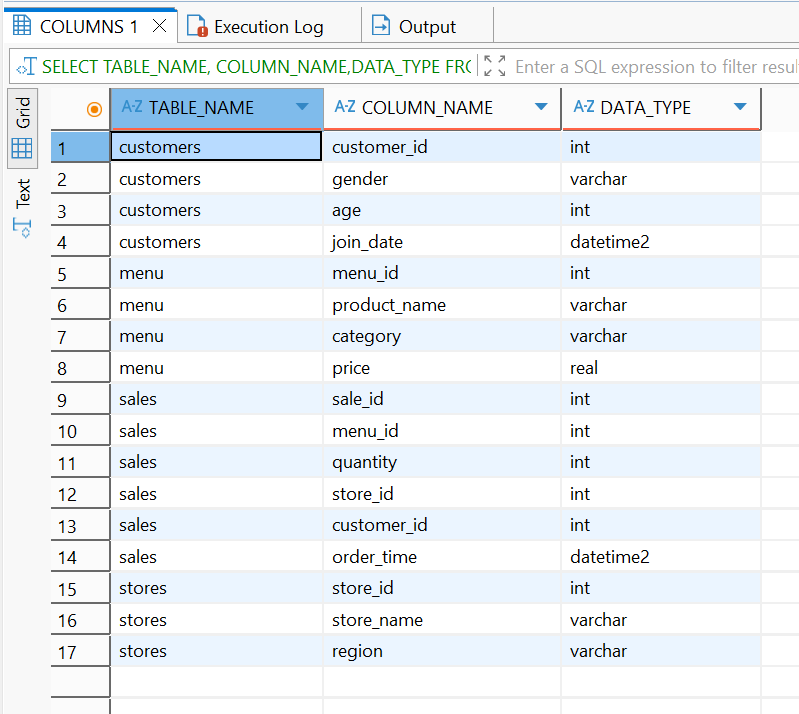 COLUMNS 1 Execution Log Output
SELECT TABLE_NAME, COLUMN_NAME,DATA_TYPE FRO Enter a SQL expression to filter resul
Grid
Text
A-Z TABLE_NAME A-Z COLUMN_NAME A-Z DATA_TYPE
1 customers customer_id int
2 customers gender varchar
3 customers age int
4 customers join_date datetime2
5 menu menu_id int
6 menu product_name varchar
7 menu category varchar
8 menu price real
9 sales sale_id int
10 sales menu_id int
11 sales quantity int
12 sales store_id int
13 sales customer_id int
14 sales order_time datetime2
15 stores store_id int
16 stores store_name varchar
17 stores region varchar